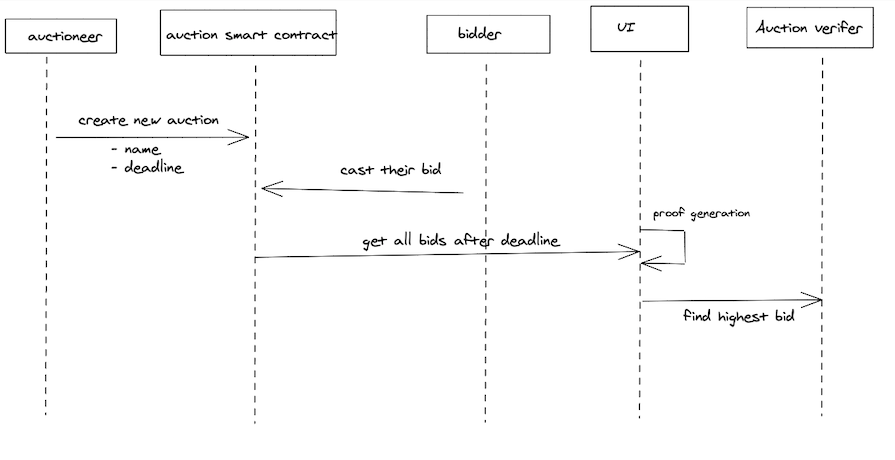 auctioneer
auction smart contract
bidder
UI
Auction verifer
create new auction
- name
- deadline
cast their bid
proof generation
get all bids after deadline
find highest bid